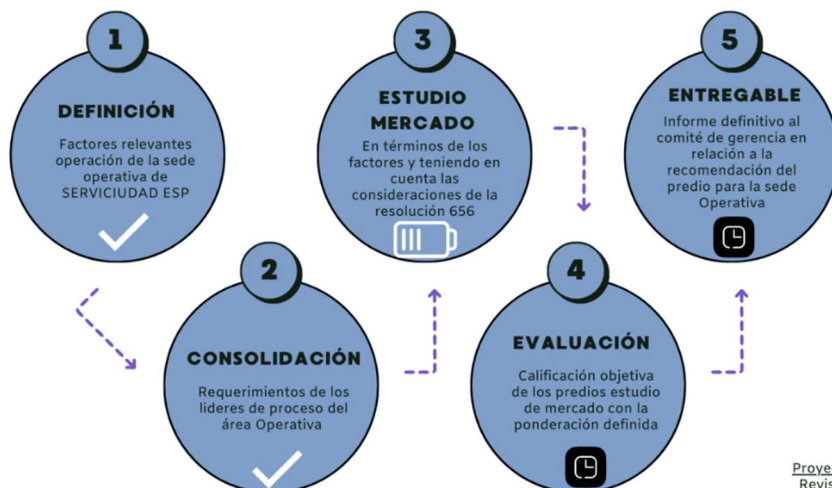 1
DEFINICIÓN
Factores relevantes
operación de la sede
operativa de
SERVICIUDAD ESP
2
CONSOLIDACIÓN
Requerimientos de los
lideres de proceso del
área Operativa
3
ESTUDIO
MERCADO
En términos de los
factores y teniendo en
cuenta las
consideraciones de la
resolución 656
4
EVALUACIÓN
Calificación objetiva
de los predios estudio
de mercado con la
ponderación definida
5
ENTREGABLE
Informe definitivo al
comité de gerencia en
relación a la
recomendación del
predio para la sede
Operativa
Proye
Revis